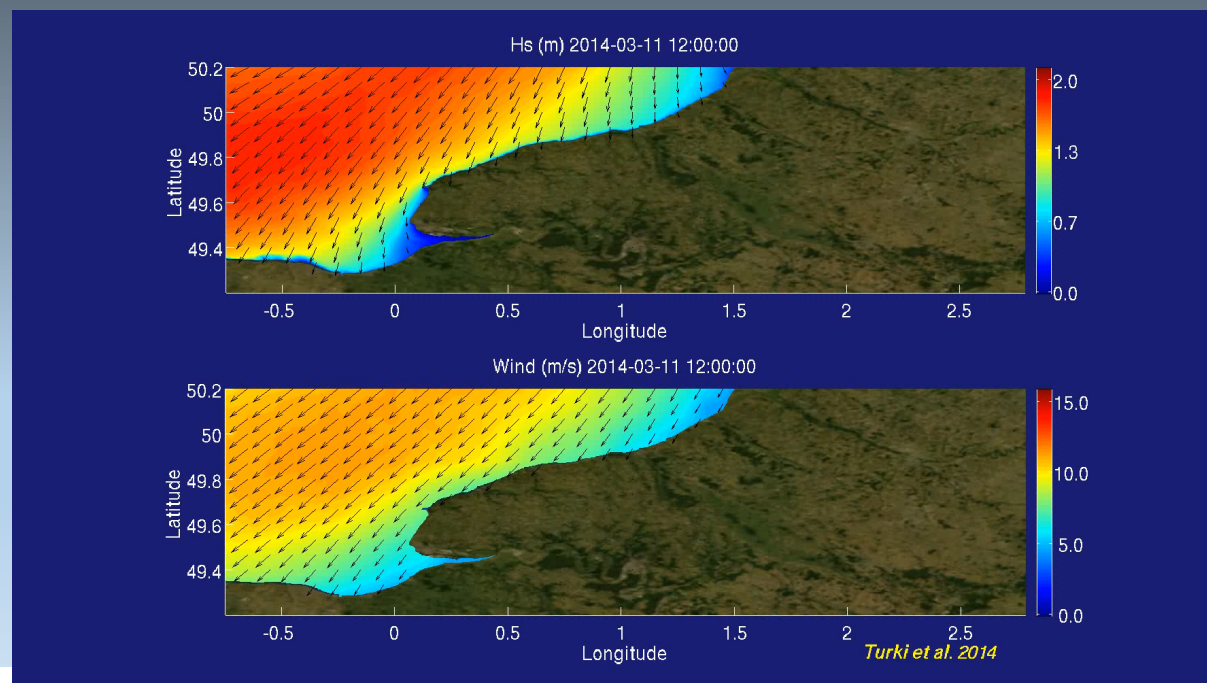 Hs (m) 2014-03-11 12:00:00
50.2
50
49.8
49.6
49.4
Latitude
-0.5 0 0.5 1 1.5 2 2.5
Longitude
2.0
1.3
0.7
0.0
Wind (m/s) 2014-03-11 12:00:00
50.2
50
49.8
49.6
49.4
Latitude
-0.5 0 0.5 1 1.5 2 2.5
Longitude
15.0
10.0
5.0
0.0
Turki et al. 2014